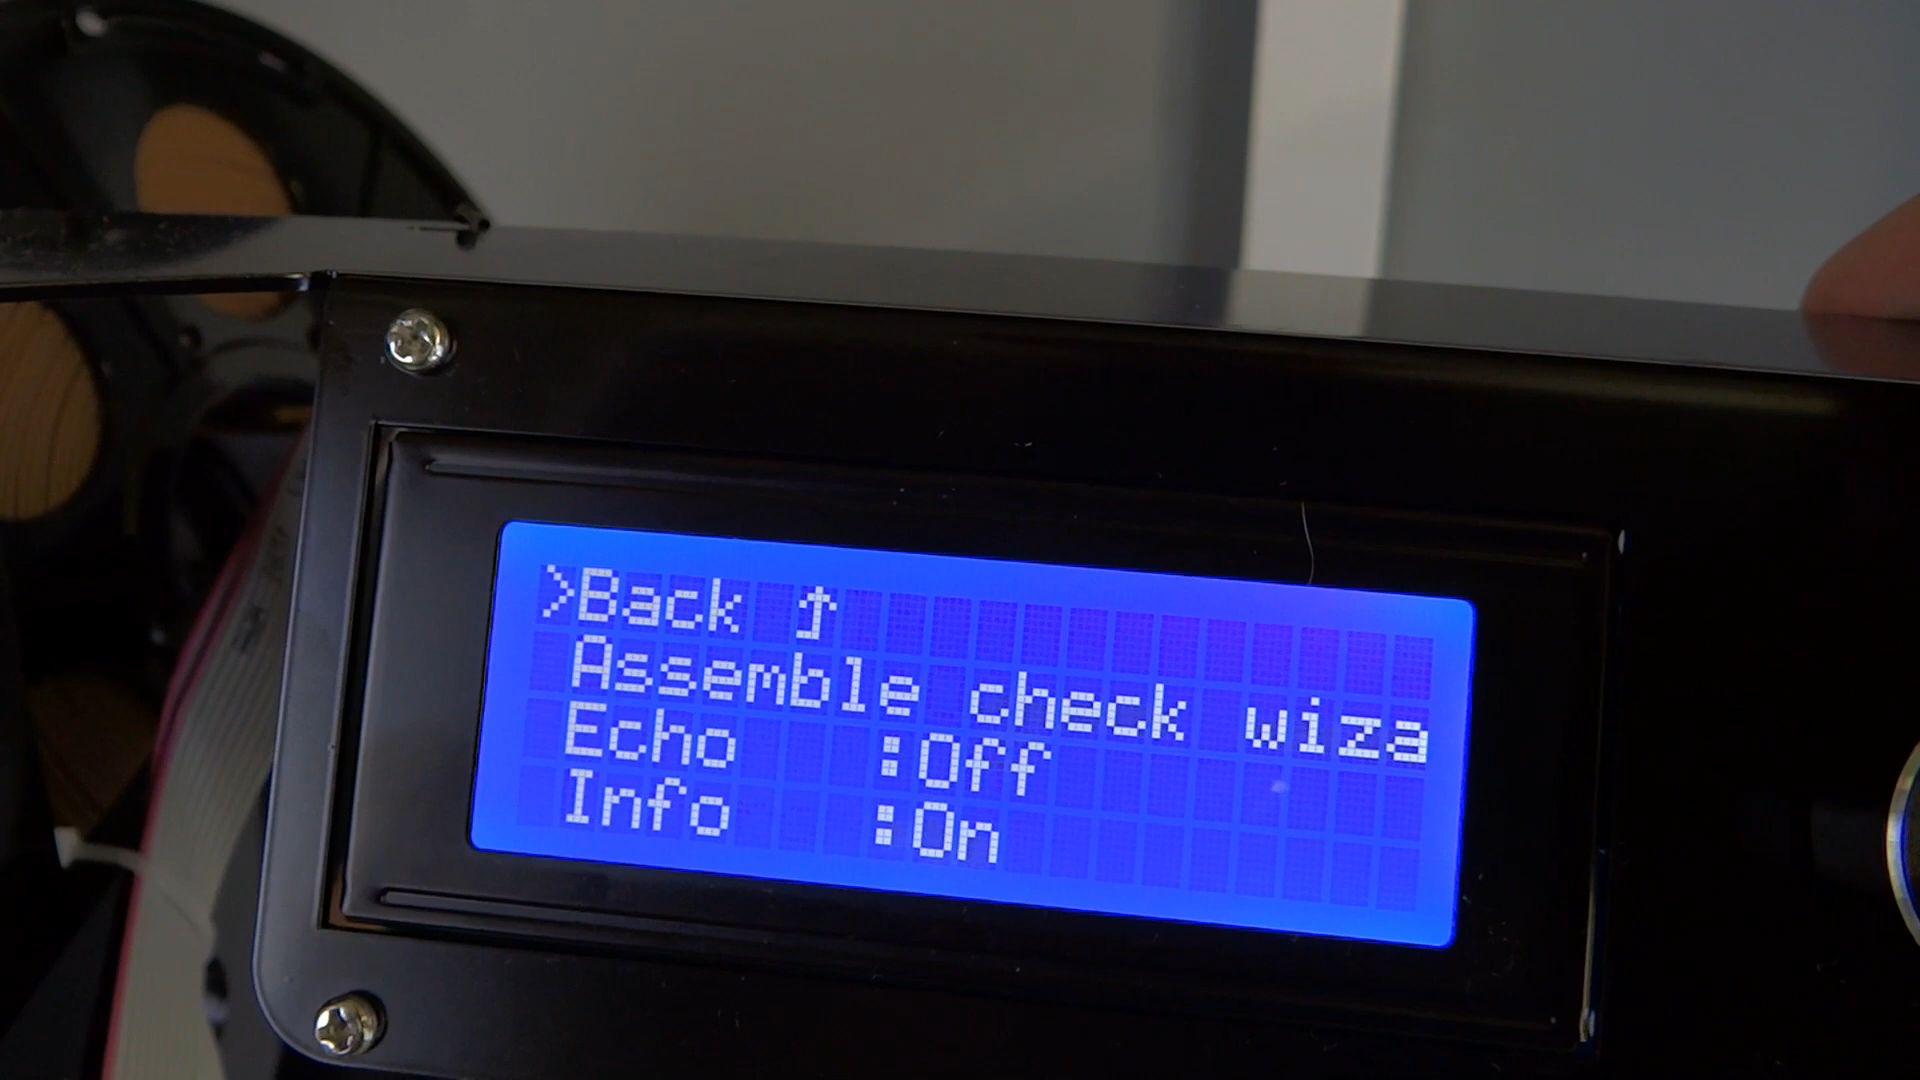 >Back ↑
Assemble check wiza
Echo :Off
Info :On